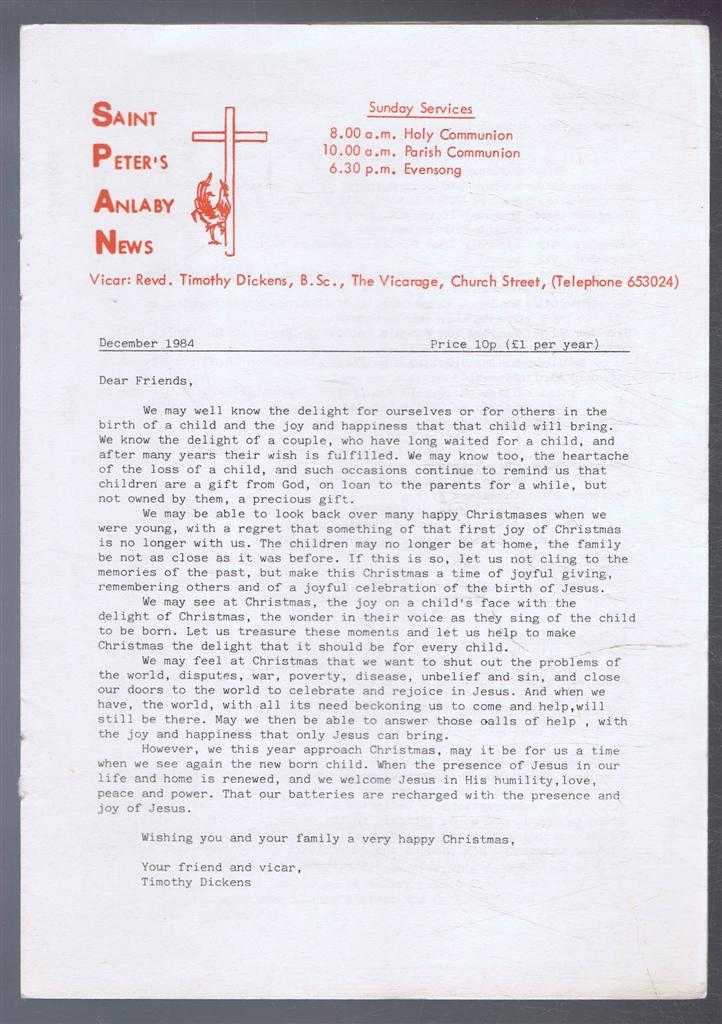 SAINT
PETER'S
ANLABY
NEWS
Sunday Services
8.00 a.m. Holy Communion
10.00 a.m. Parish Communion
6.30 p.m. Evensong
Vicar: Revd. Timothy Dickens, B.Sc., The Vicarage, Church Street, (Telephone 653024)
December 1984 Price 10p (£1 per year)
Dear Friends,
We may well know the delight for ourselves or for others in the
birth of a child and the joy and happiness that that child will bring.
We know the delight of a couple, who have long waited for a child, and
after many years their wish is fulfilled. We may know too, the heartache
of the loss of a child, and such occasions continue to remind us that
children are a gift from God, on loan to the parents for a while, but
not owned by them, a precious gift.
We may be able to look back over many happy Christmases when we
were young, with a regret that something of that first joy of Christmas
is no longer with us. The children may no longer be at home, the family
be not as close as it was before. If this is so, let us not cling to the
memories of the past, but make this Christmas a time of joyful giving,
remembering others and of a joyful celebration of the birth of Jesus.
We may see at Christmas, the joy on a child's face with the
delight of Christmas, the wonder in their voice as they sing of the child
to be born. Let us treasure these moments and let us help to make
Christmas the delight that it should be for every child.
We may feel at Christmas that we want to shut out the problems of
the world, disputes, war, poverty, disease, unbelief and sin, and close
our doors to the world to celebrate and rejoice in Jesus. And when we
have, the world, with all its need beckoning us to come and help,will
still be there. May we then be able to answer those calls of help , with
the joy and happiness that only Jesus can bring.
However, we this year approach Christmas, may it be for us a time
when we see again the new born child. When the presence of Jesus in our
life and home is renewed, and we welcome Jesus in His humility,love,
peace and power. That our batteries are recharged with the presence and
joy of Jesus.
Wishing you and your family a very happy Christmas,
Your friend and vicar,
Timothy Dickens